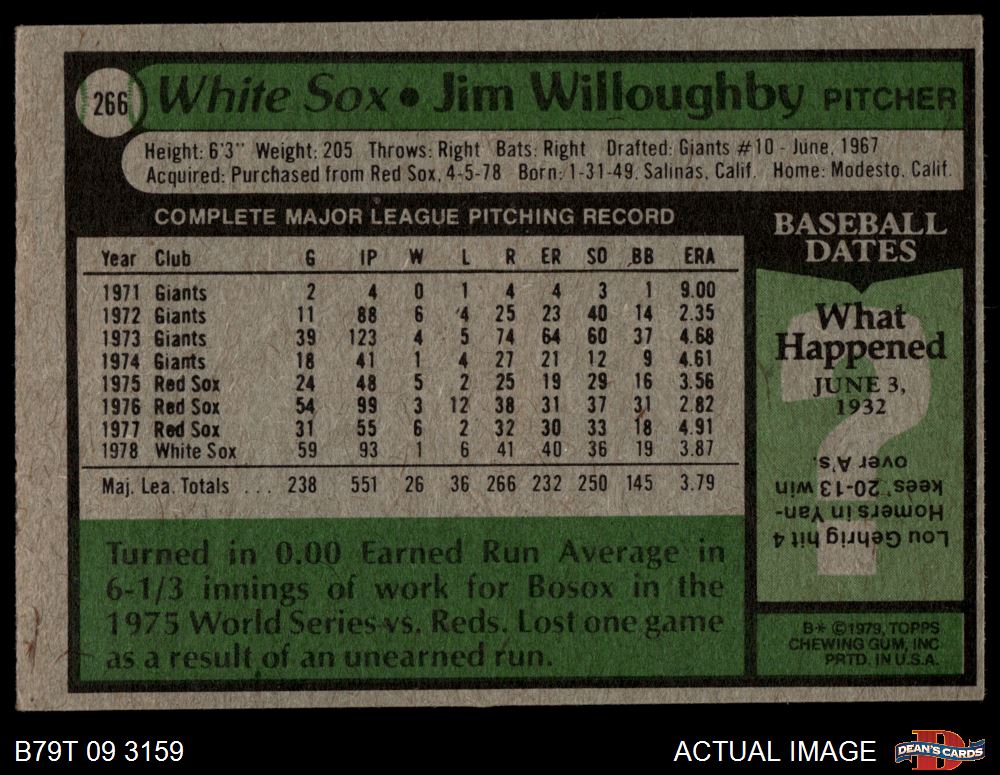 266 White Sox • Jim Willoughby PITCHER
Height: 6'3" Weight: 205 Throws: Right Bats: Right Drafted: Giants #10 - June, 1967
Acquired: Purchased from Red Sox, 4-5-78 Born: 1-31-49, Salinas, Calif. Home: Modesto, Calif.
COMPLETE MAJOR LEAGUE PITCHING RECORD
Year Club G IP W L R ER SO BB ERA
1971 Giants 2 4 0 1 4 4 3 1 9.00
1972 Giants 11 88 6 4 25 23 40 14 2.35
1973 Giants 39 123 4 5 74 64 60 37 4.68
1974 Giants 18 41 1 4 27 21 12 9 4.61
1975 Red Sox 24 48 5 2 25 19 29 16 3.56
1976 Red Sox 54 99 3 12 38 31 37 31 2.82
1977 Red Sox 31 55 6 2 32 30 33 18 4.91
1978 White Sox 59 93 1 6 41 40 36 19 3.87
Maj. Lea. Totals ... 238 551 26 36 266 232 250 145 3.79
Turned in 0.00 Earned Run Average in
6-1/3 innings of work for Bosox in the
1975 World Series vs. Reds. Lost one game
as a result of an unearned run.
BASEBALL
DATES
What
Happened
JUNE 3,
1932
?
Lou Gehrig hit 4
Homers in Yan-
kees' 20-13 win
over A's.
B* ©1979, TOPPS
CHEWING GUM, INC
PRTD. IN U.S.A.
B79T 09 3159
ACTUAL IMAGE
D
DEAN'S CARDS